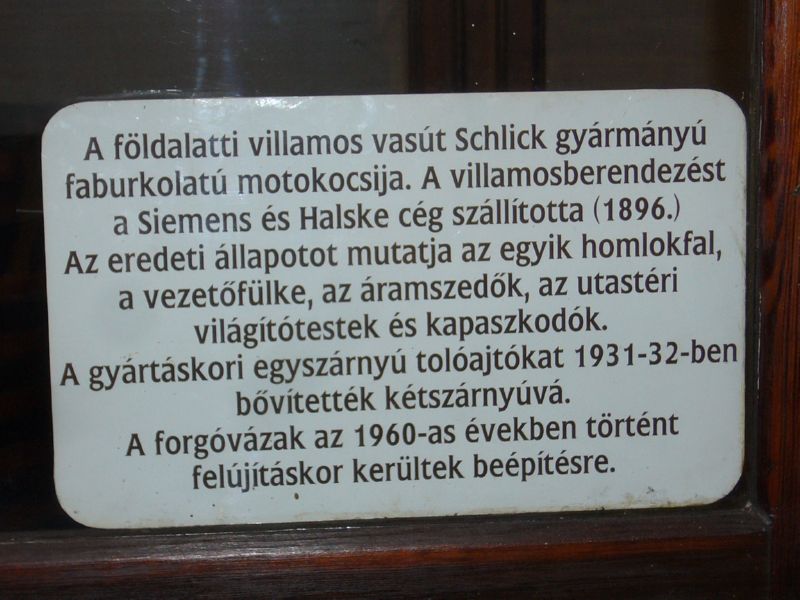 A földalatti villamos vasút Schlick gyármányú
faburkolatú motokocsija. A villamosberendezést
a Siemens és Halske cég szállította (1896.)
Az eredeti állapotot mutatja az egyik homlokfal,
a vezetőfülke, az áramszedők, az utastéri
világítótestek és kapaszkodók.
A gyártáskori egyszárnyú tolóajtókat 1931-32-ben
bővítették kétszárnyúvá.
A forgóvázak az 1960-as években történt
felújításkor kerültek beépítésre.